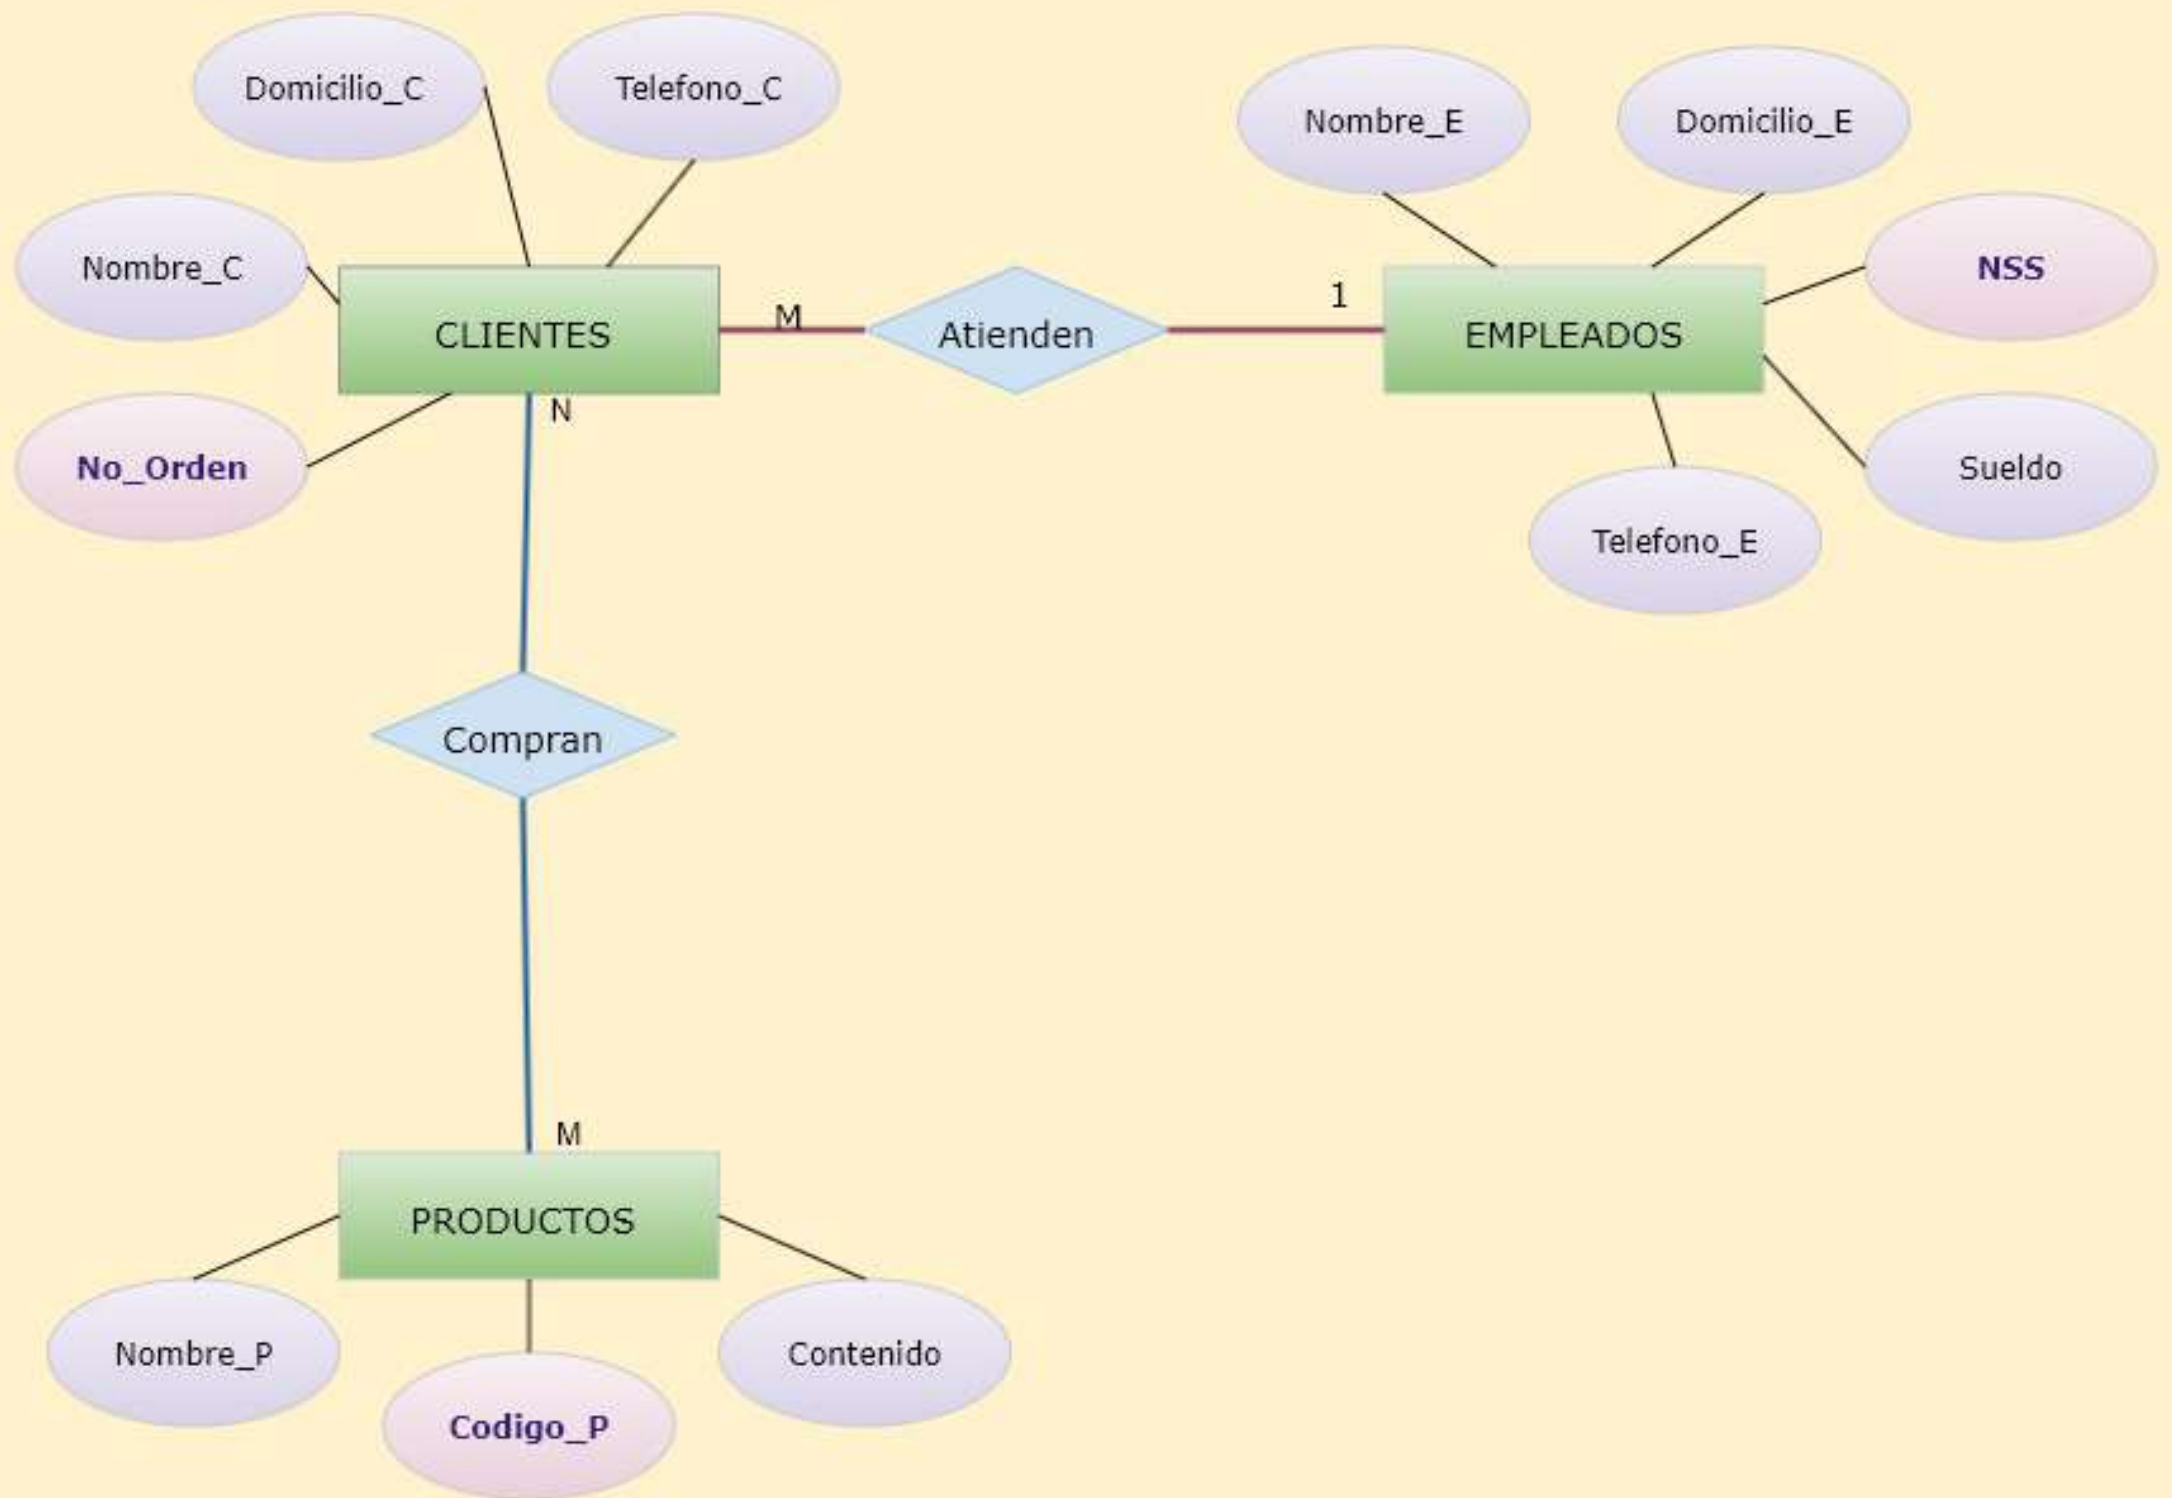 Domicilio_C
Telefono_C
Nombre_E
Domicilio_E
Nombre_C
NSS
CLIENTES
M
Atienden
1
EMPLEADOS
No_Orden
N
Sueldo
Telefono_E
Compran
M
PRODUCTOS
Nombre_P
Codigo_P
Contenido